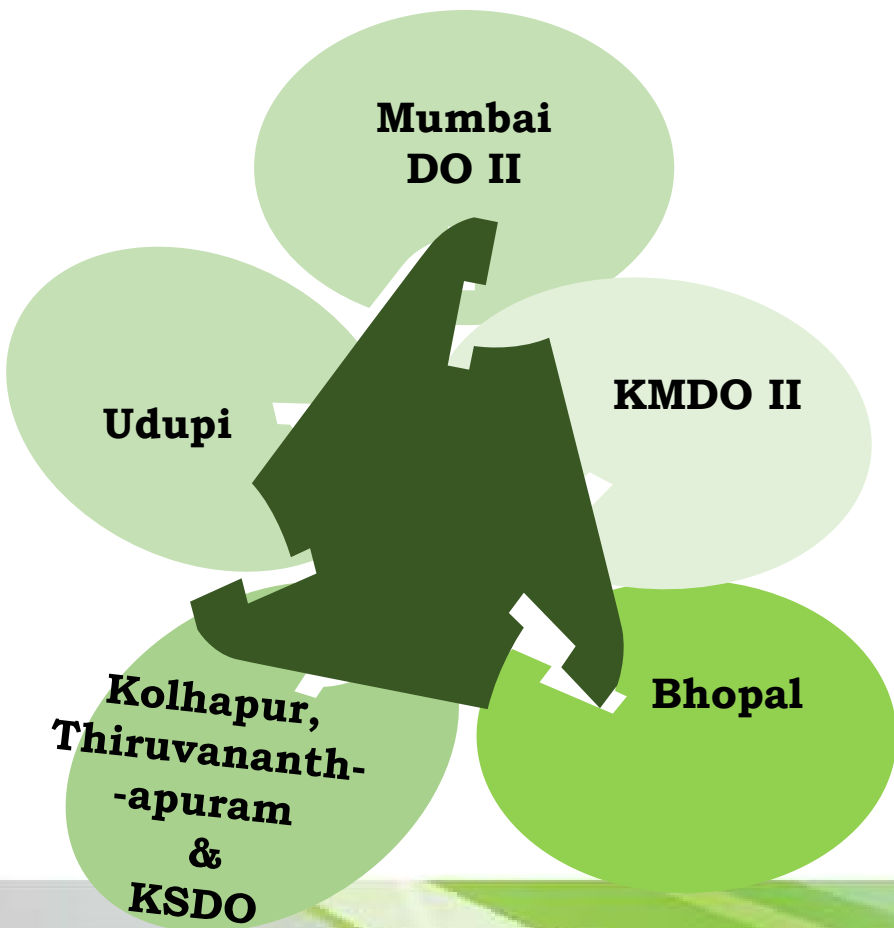 Mumbai
DO II
KMDO II
Udupi
Bhopal
Kolhapur,
Thiruvananth-
-apuram
&
KSDO